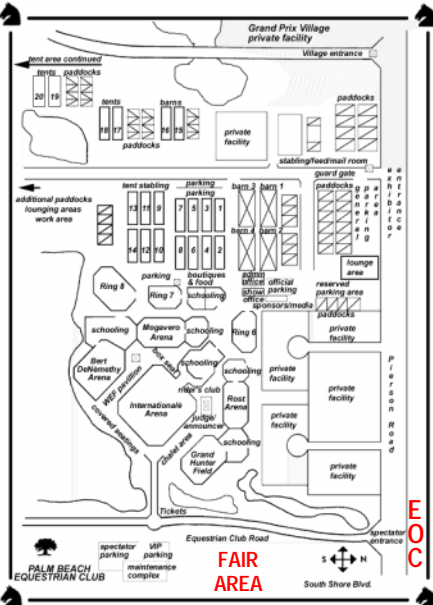 Grand Prix Village
private facility
Village entrance
tent area continued
tents
paddocks
20
19
tents
barns
18
17
16
15
paddocks
private
facility
paddocks
stabling/feed/mail room
guard gate
exhibitor
entrance
additional paddocks
lounging areas
work area
tent stabling
parking
parking
barn 3
barn 1
barn 4
barn 2
13
11
9
7
5
3
1
14
12
10
8
6
4
2
paddocks
general
parking
area
lounge
area
parking
boutiques
& food
admin
office
show
office
official
parking
sponsors/media
reserved
parking area
paddocks
Ring 8
Ring 7
schooling
schooling
Mogavero
Arena
schooling
Ring 6
private
facility
Bert
DeNemethy
Arena
box seats
schooling
schooling
private
facility
private
facility
WEF pavilion
covered seatings
Internationale
Arena
rider's club
judge/
announcer
Rost
Arena
private
facility
chalet area
schooling
Grand
Hunter
Field
private
facility
Pierson Road
Tickets
Equestrian Club Road
spectator
entrance
EOC
PALM BEACH
EQUESTRIAN CLUB
spectator
parking
VIP
parking
maintenance
complex
FAIR
AREA
S
N
South Shore Blvd.